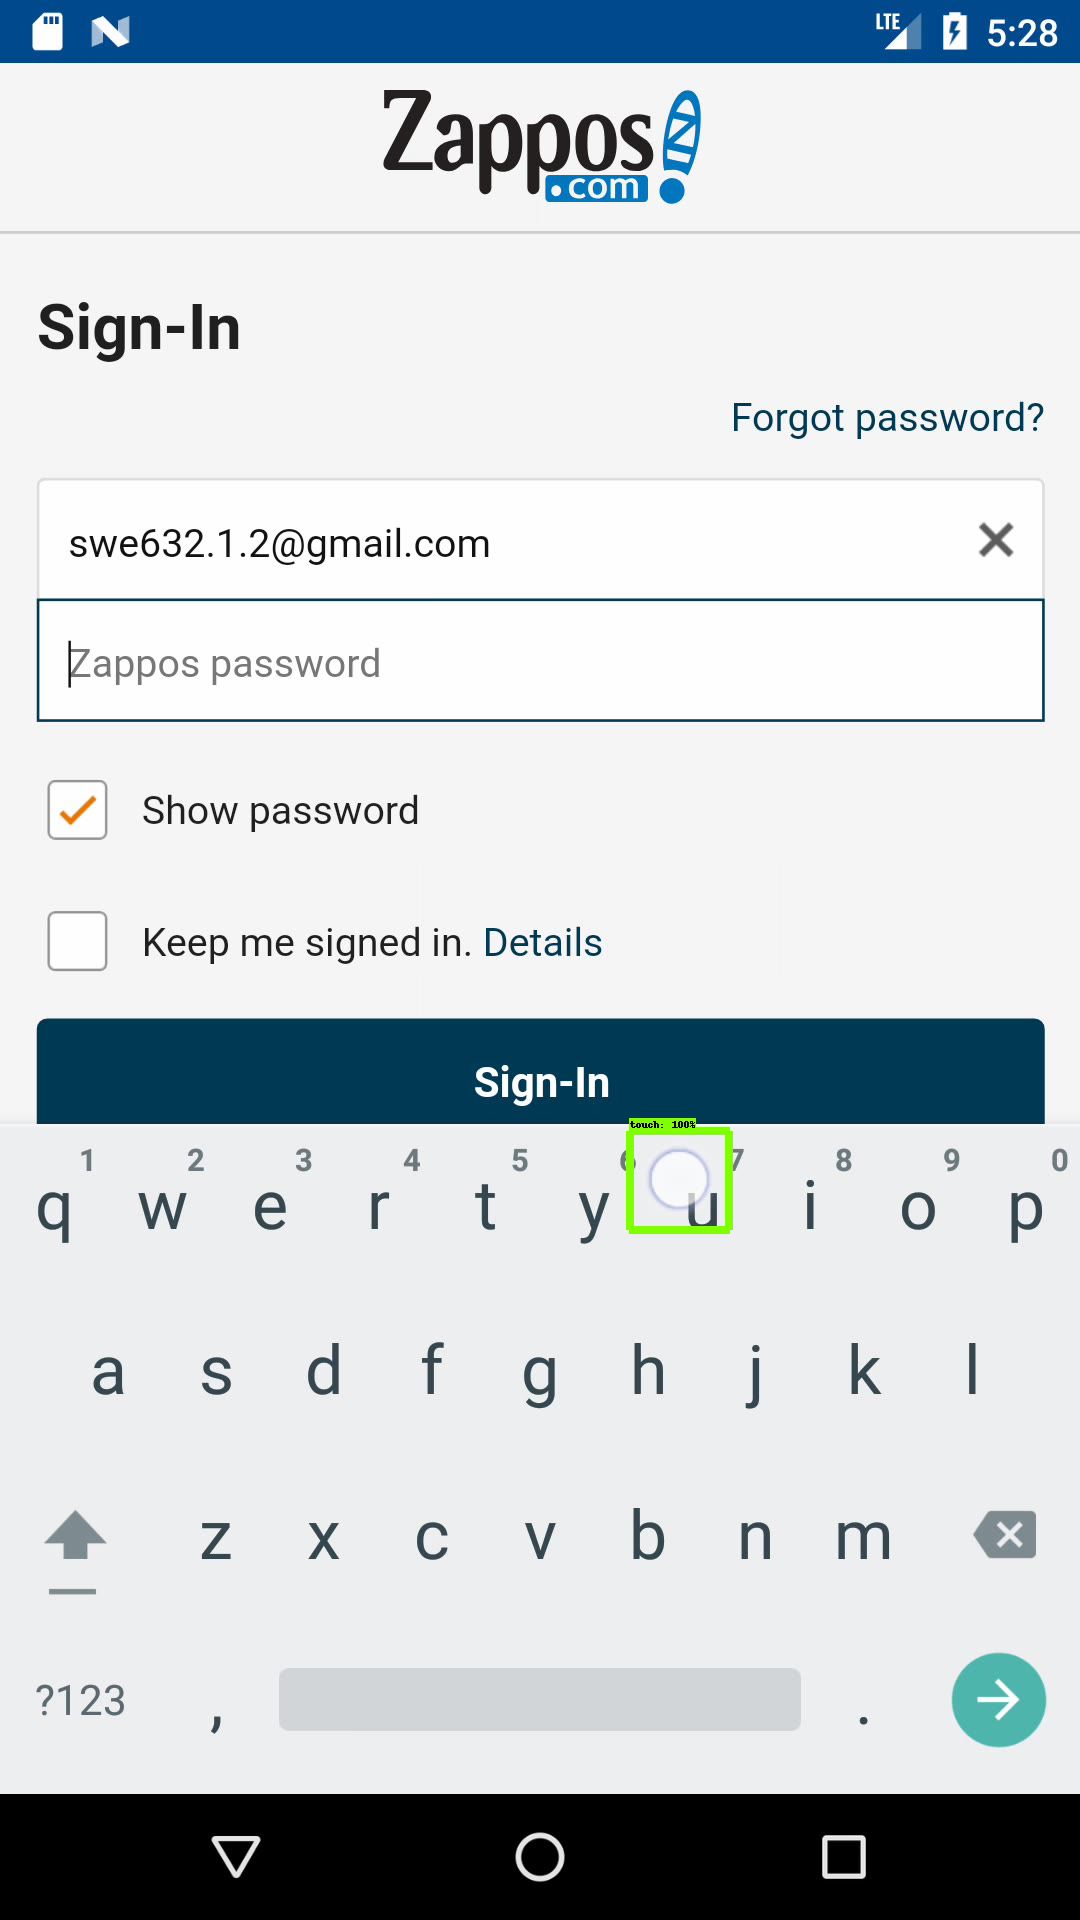 LTE 5:28
Zappos
.com
Sign-In
Forgot password?
swe632.1.2@gmail.com
Zappos password
Show password
Keep me signed in. Details
Sign-In
touch: 100%
1 2 3 4 5 6 7 8 9 0
q w e r t y u i o p
a s d f g h j k l
z x c v b n m
?123 , .